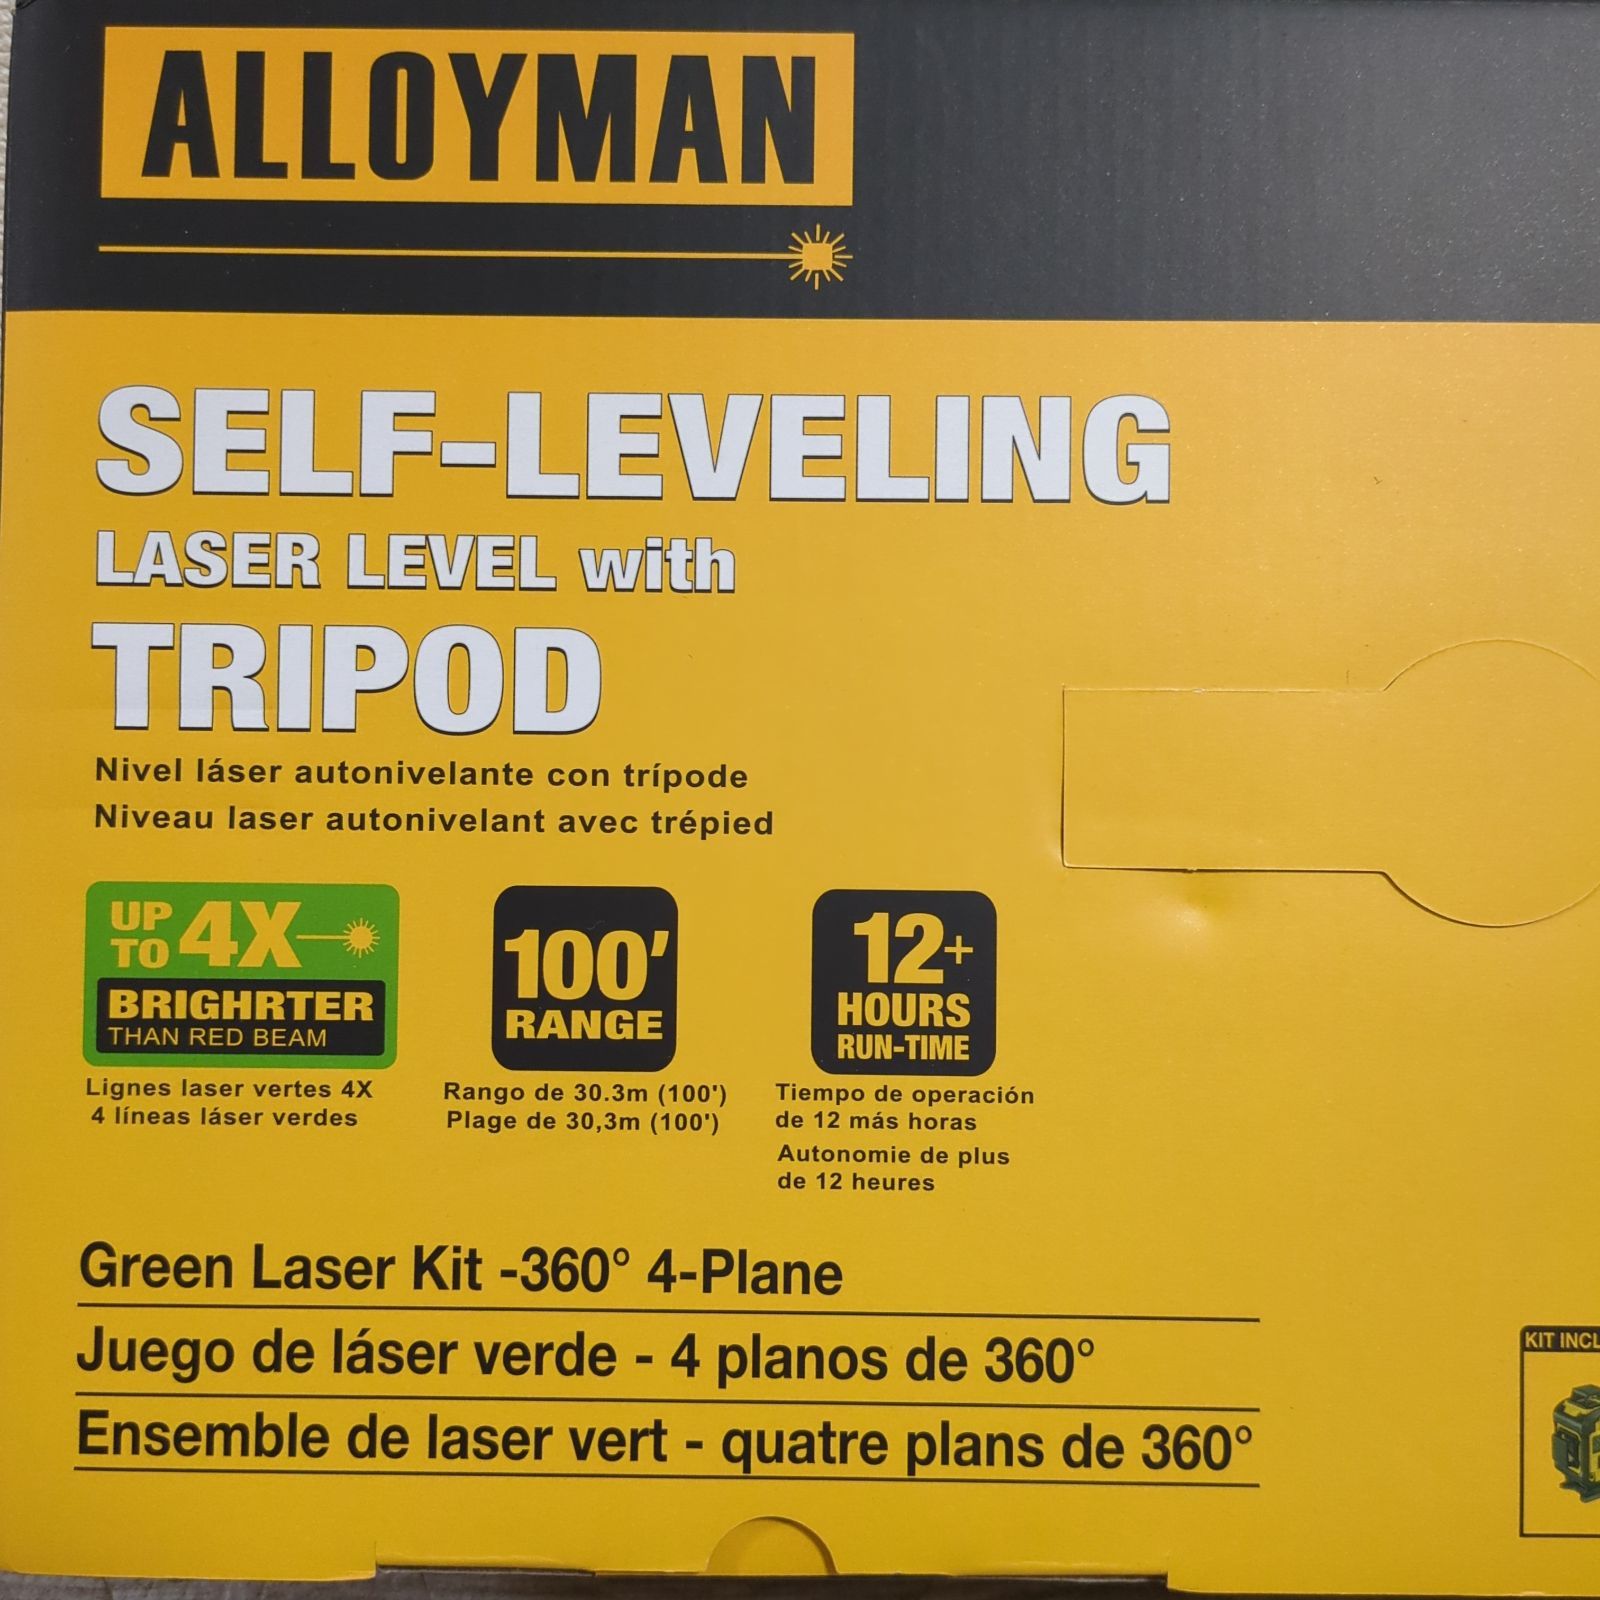 ALLOYMAN
SELF-LEVELING
LASER LEVEL with
TRIPOD
Nivel láser autonivelante con trípode
Niveau laser autonivelant avec trépied
UP TO 4X
BRIGHRTER
THAN RED BEAM
Lignes laser vertes 4X
4 líneas láser verdes
100'
RANGE
Rango de 30.3m (100')
Plage de 30,3m (100')
12+
HOURS
RUN-TIME
Tiempo de operación
de 12 más horas
Autonomie de plus
de 12 heures
Green Laser Kit -360° 4-Plane
Juego de láser verde - 4 planos de 360°
Ensemble de laser vert - quatre plans de 360°
KIT INCL